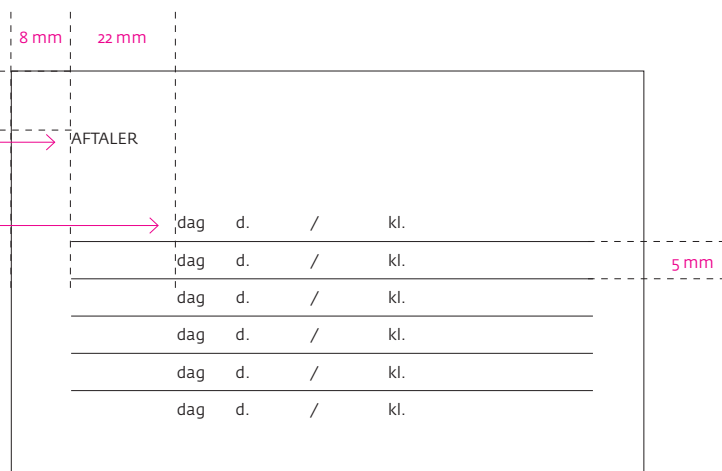 8 mm 22 mm
AFTALER
dag d. / kl.
dag d. / kl.
5 mm
dag d. / kl.
dag d. / kl.
dag d. / kl.
dag d. / kl.